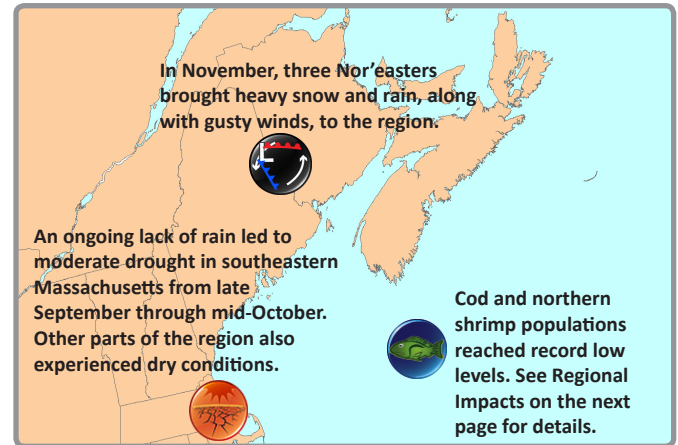 In November, three Nor'easters
brought heavy snow and rain, along
with gusty winds, to the region.
L
An ongoing lack of rain led to
moderate drought in southeastern
Massachusetts from late
September through mid-October.
Other parts of the region also
experienced dry conditions.
Cod and northern
shrimp populations
reached record low
levels. See Regional
Impacts on the next
page for details.